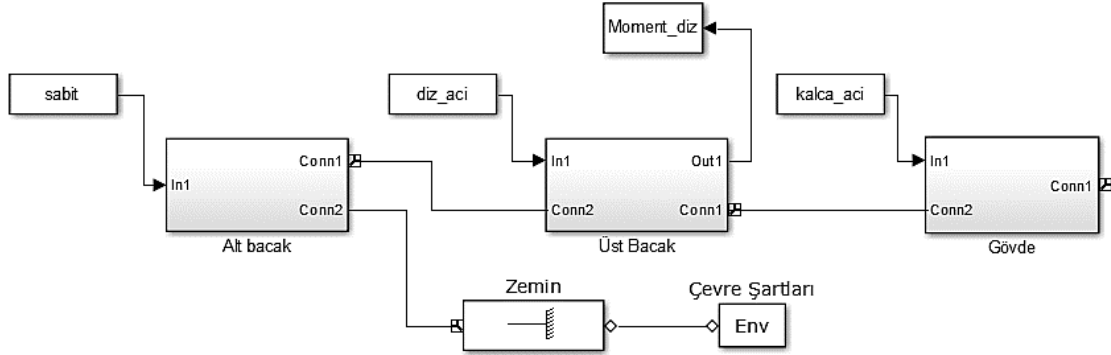 Moment_diz
sabit
diz_aci
kalca_aci
In1
Conn1
Conn2
Alt bacak
In1
Out1
Conn2
Conn1
Üst Bacak
In1
Conn1
Conn2
Gövde
Zemin
Çevre Şartları
Env